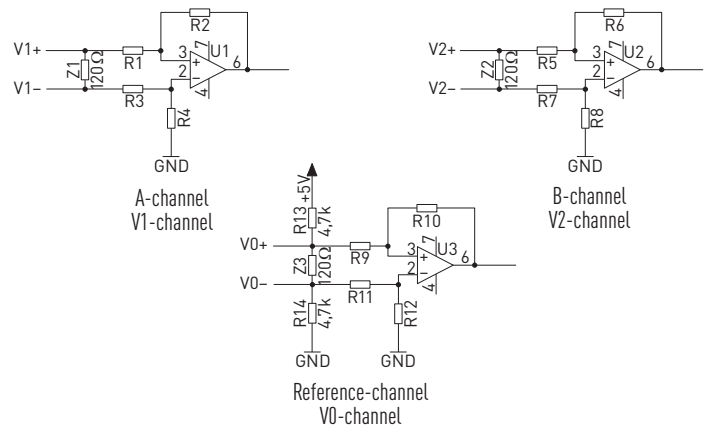 R2
V1+
R1
3
+
7
U1
6
Z1
120Ω
2
−
4
V1−
R3
R4
GND
A-channel
V1-channel
R6
V2+
R5
3
+
7
U2
6
Z2
120Ω
2
−
4
V2−
R7
R8
GND
B-channel
V2-channel
+5V
R13
4,7k
R10
V0+
R9
3
+
7
U3
6
Z3
120Ω
2
−
4
V0−
R11
R14
4,7k
R12
GND
GND
Reference-channel
V0-channel